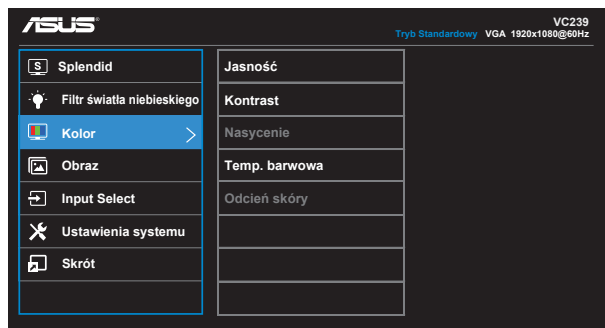 ASUS
VC239
Tryb Standardowy VGA 1920x1080@60Hz
S Splendid
Filtr światła niebieskiego
Kolor
Obraz
Input Select
Ustawienia systemu
Skrót
Jasność
Kontrast
Nasycenie
Temp. barwowa
Odcień skóry